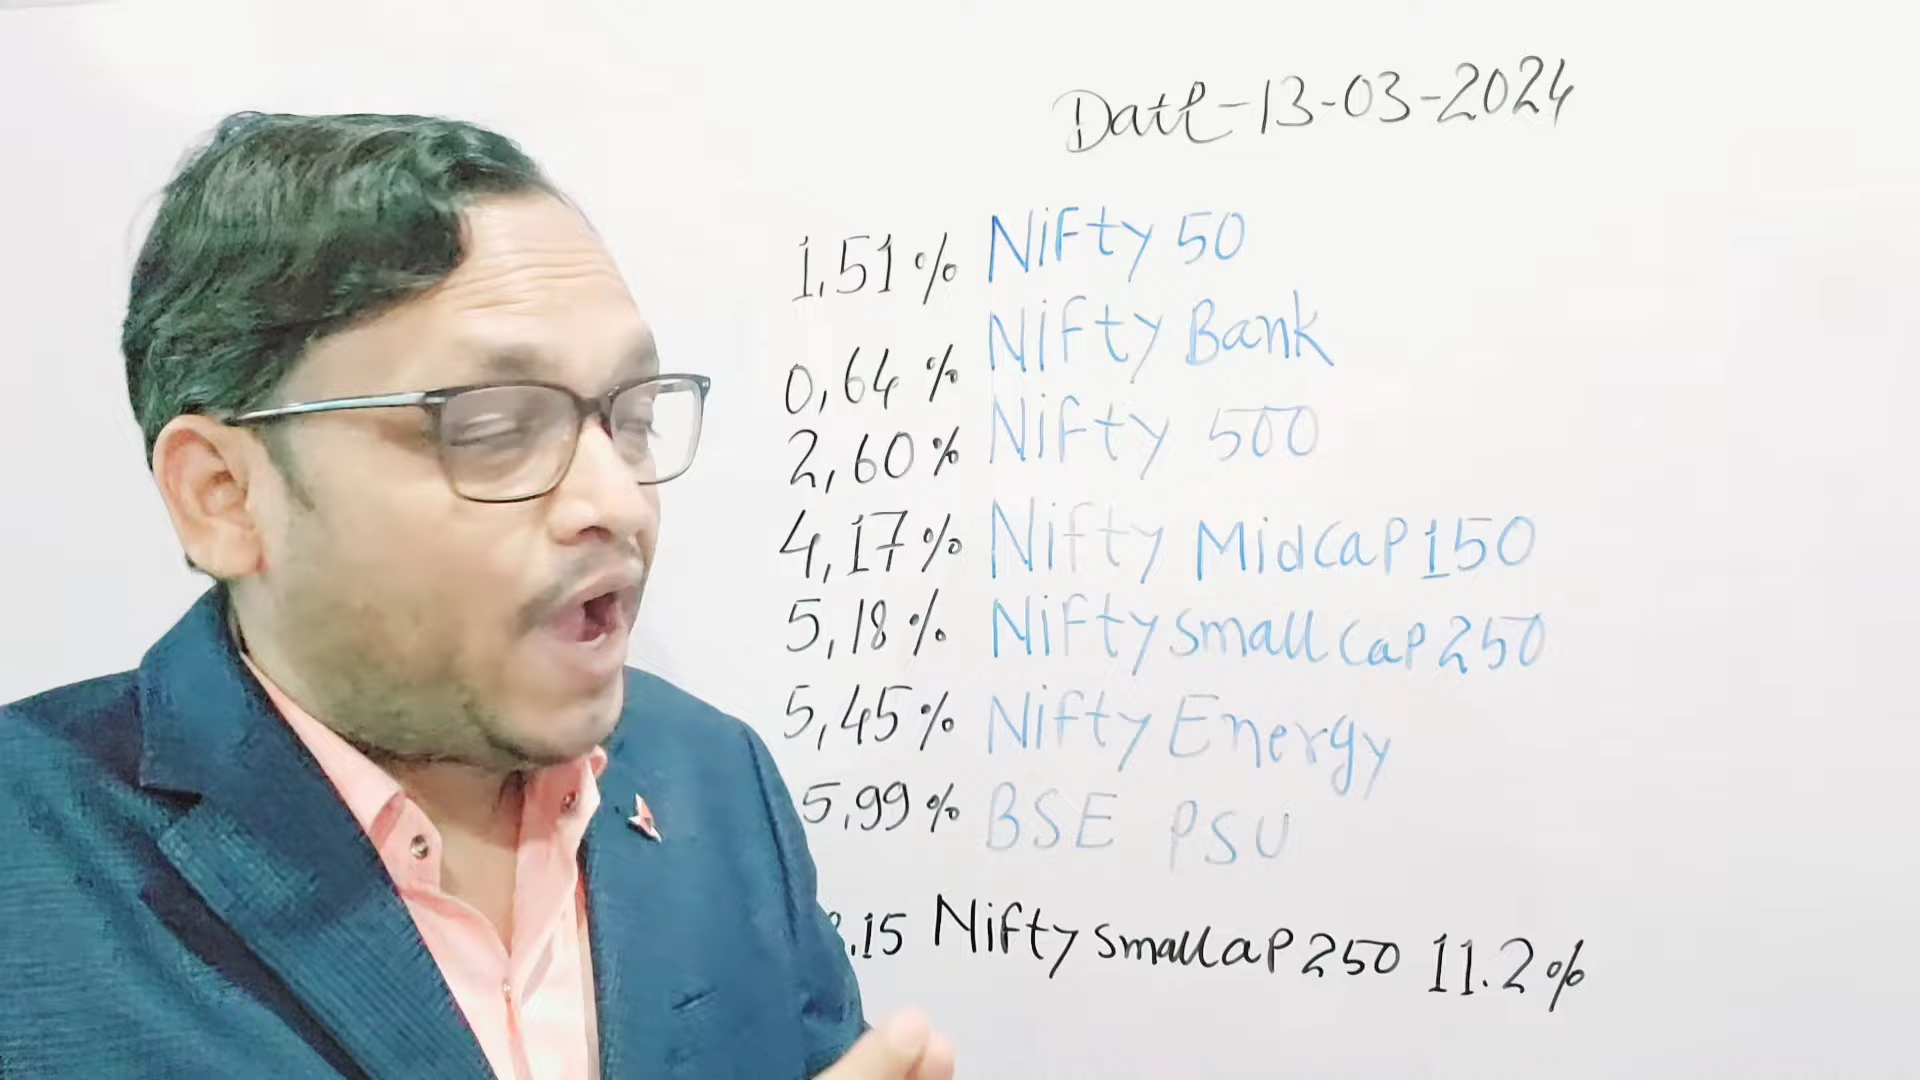 Date-13-03-2024
1,51% Nifty 50
0,64% Nifty Bank
2,60% Nifty 500
4,17% Nifty Midcap 150
5,18% Nifty small cap 250
5,45% Nifty Energy
5,99% BSE PSU
.15 Nifty smallcap 250 11.2%